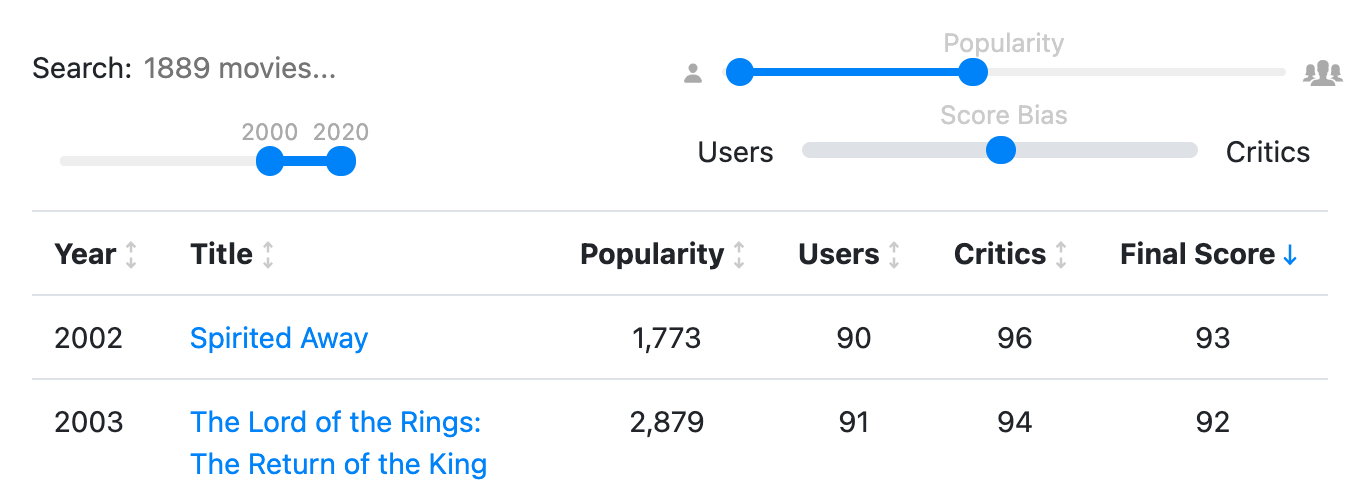 Popularity
Search: 1889 movies...
Score Bias
2000 2020
Users Critics
Year Title Popularity Users Critics Final Score
2002 Spirited Away 1,773 90 96 93
2003 The Lord of the Rings: 2,879 91 94 92
The Return of the King